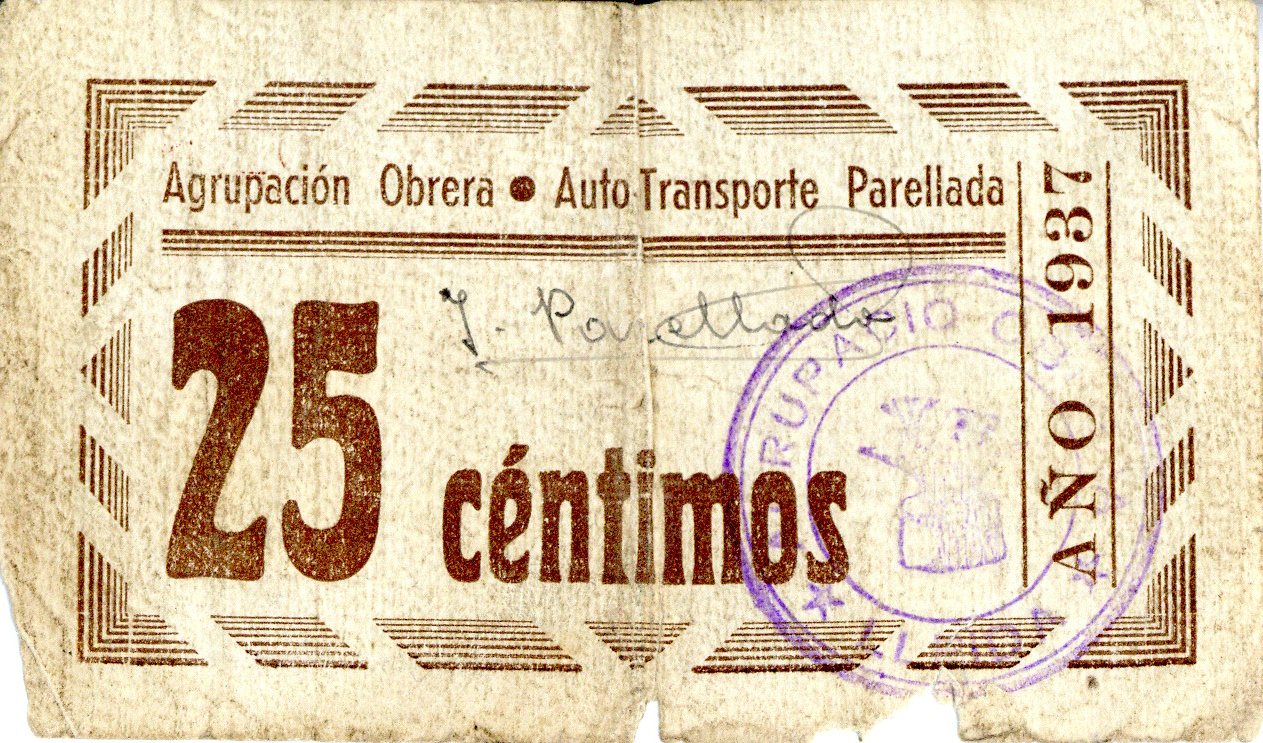 Agrupación Obrera • Auto-Transporte Parellada
J. Parellada
25 céntimos
AÑO 1937